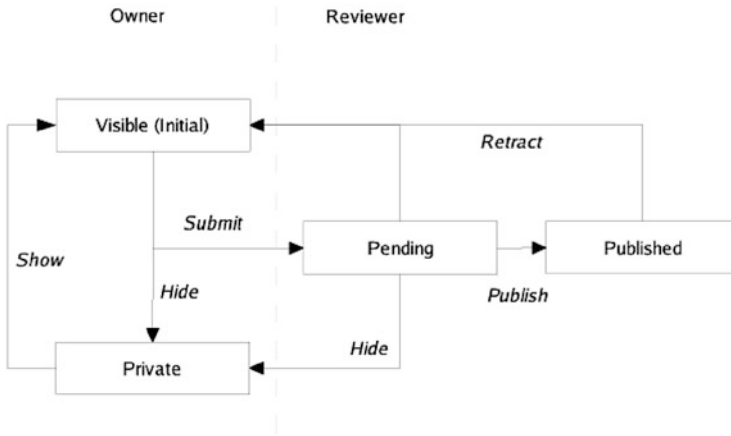 Owner
Reviewer
Visible (Initial)
Retract
Submit
Pending
Published
Show
Hide
Publish
Hide
Private